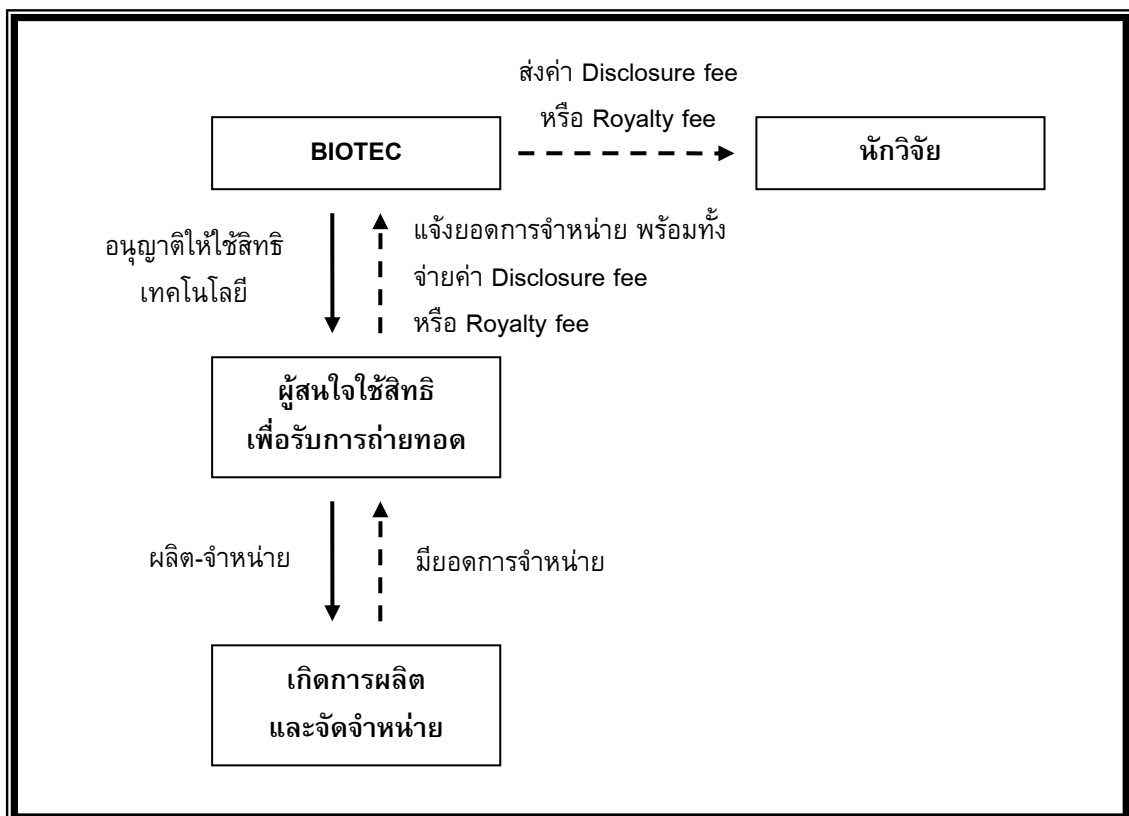 ส่งค่า Disclosure fee
หรือ Royalty fee
BIOTEC
นักวิจัย
อนุญาติให้ใช้สิทธิ
เทคโนโลยี
แจ้งยอดการจำหน่าย พร้อมทั้ง
จ่ายค่า Disclosure fee
หรือ Royalty fee
ผู้สนใจใช้สิทธิ
เพื่อรับการถ่ายทอด
ผลิต-จำหน่าย
มียอดการจำหน่าย
เกิดการผลิต
และจัดจำหน่าย